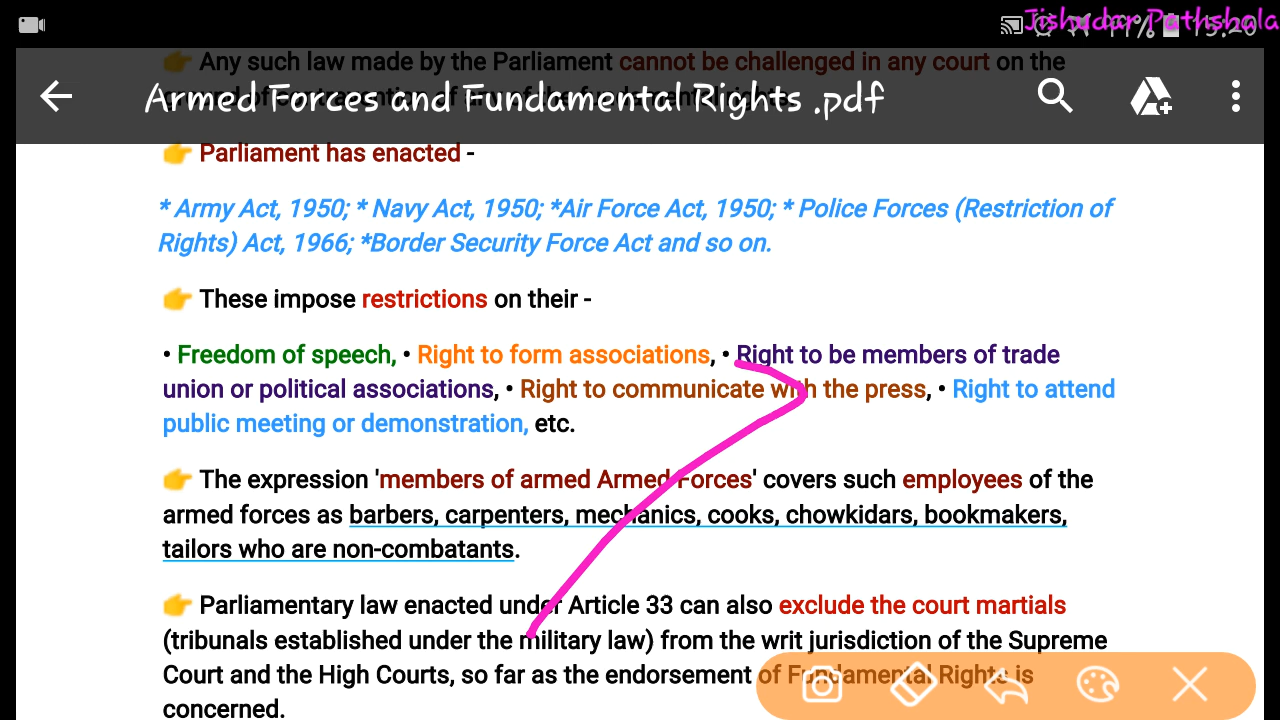 Jishudar Pathshala
99% 15:20
👉 Any such law made by the Parliament cannot be challenged in any court on the
Armed Forces and Fundamental Rights .pdf
👉 Parliament has enacted -
* Army Act, 1950; * Navy Act, 1950; *Air Force Act, 1950; * Police Forces (Restriction of
Rights) Act, 1966; *Border Security Force Act and so on.
👉 These impose restrictions on their -
• Freedom of speech, • Right to form associations, • Right to be members of trade
union or political associations, • Right to communicate with the press, • Right to attend
public meeting or demonstration, etc.
👉 The expression 'members of armed Armed Forces' covers such employees of the
armed forces as barbers, carpenters, mechanics, cooks, chowkidars, bookmakers,
tailors who are non-combatants.
👉 Parliamentary law enacted under Article 33 can also exclude the court martials
(tribunals established under the military law) from the writ jurisdiction of the Supreme
Court and the High Courts, so far as the endorsement of Fundamental Rights is
concerned.